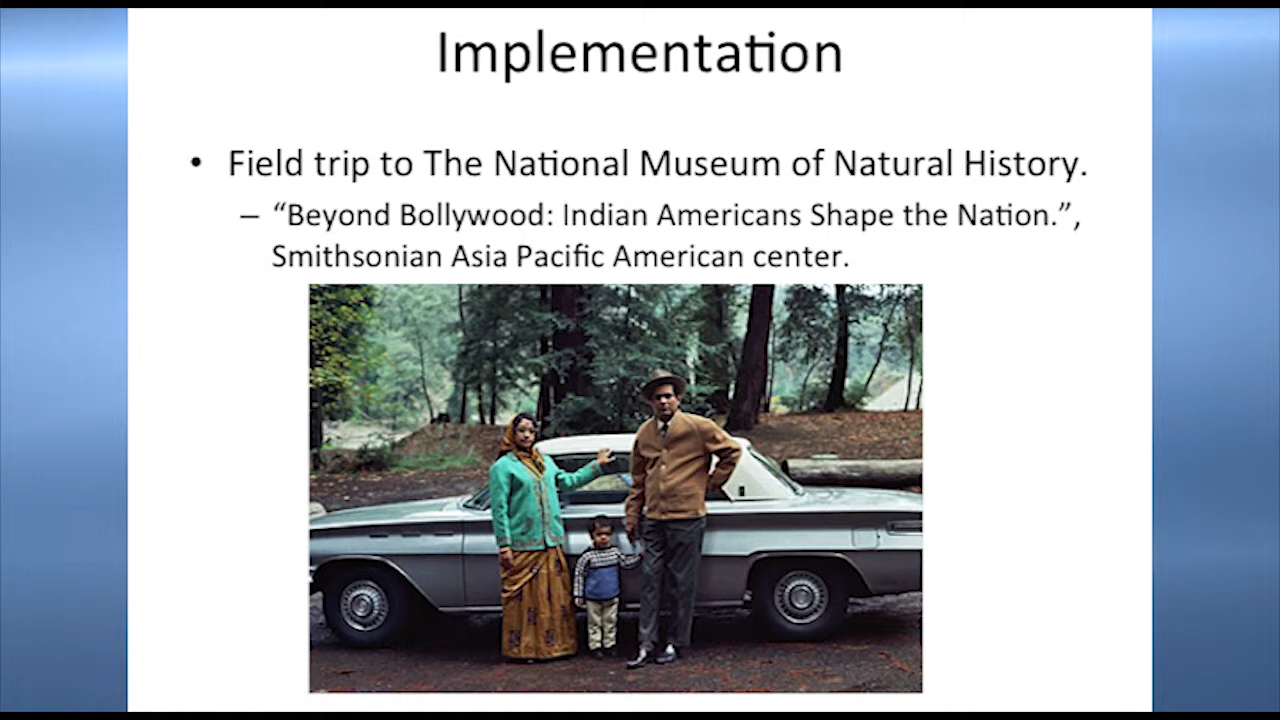 Implementation
• Field trip to The National Museum of Natural History.
– “Beyond Bollywood: Indian Americans Shape the Nation.”,
Smithsonian Asia Pacific American center.